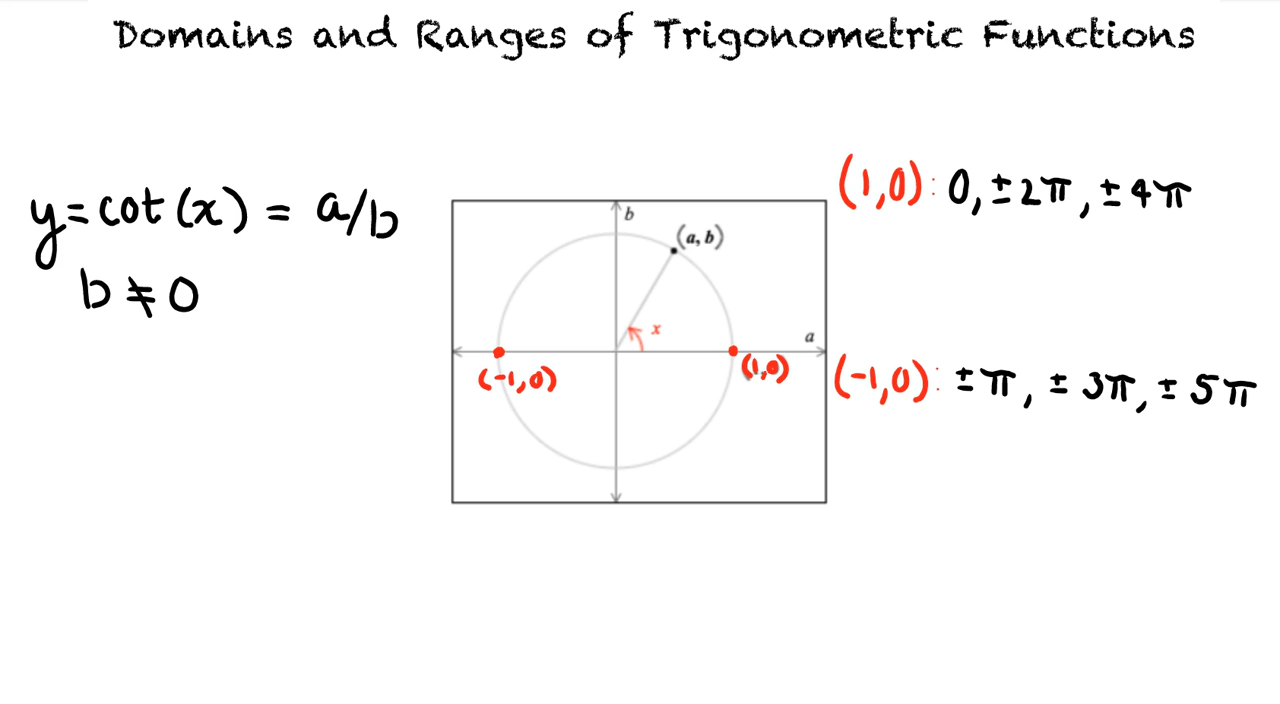 Domains and Ranges of Trigonometric Functions
y=cot(x) = a/b
b ≠ 0
b
(a, b)
x
a
(-1,0)
(1,0)
(1,0): 0, ±2π, ±4π
(-1,0): ±π, ±3π, ±5π